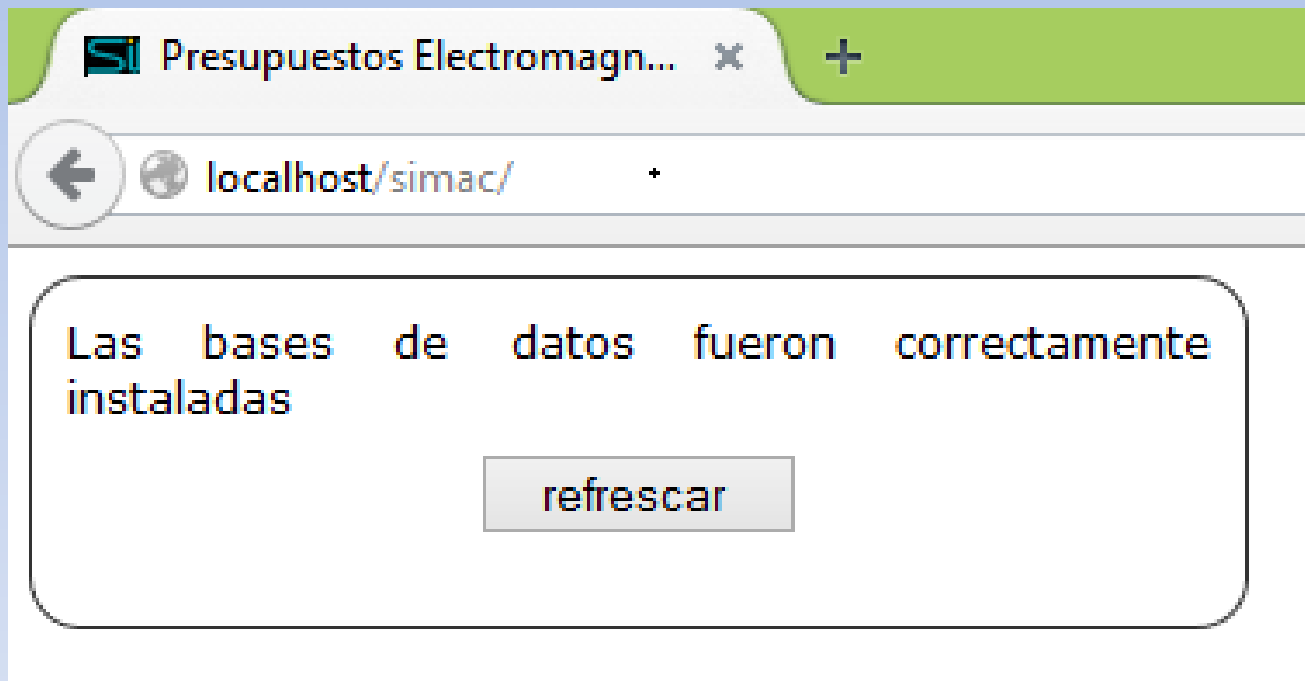 Si Presupuestos Electromagn...
localhost/simac/
Las bases de datos fueron correctamente
instaladas
refrescar